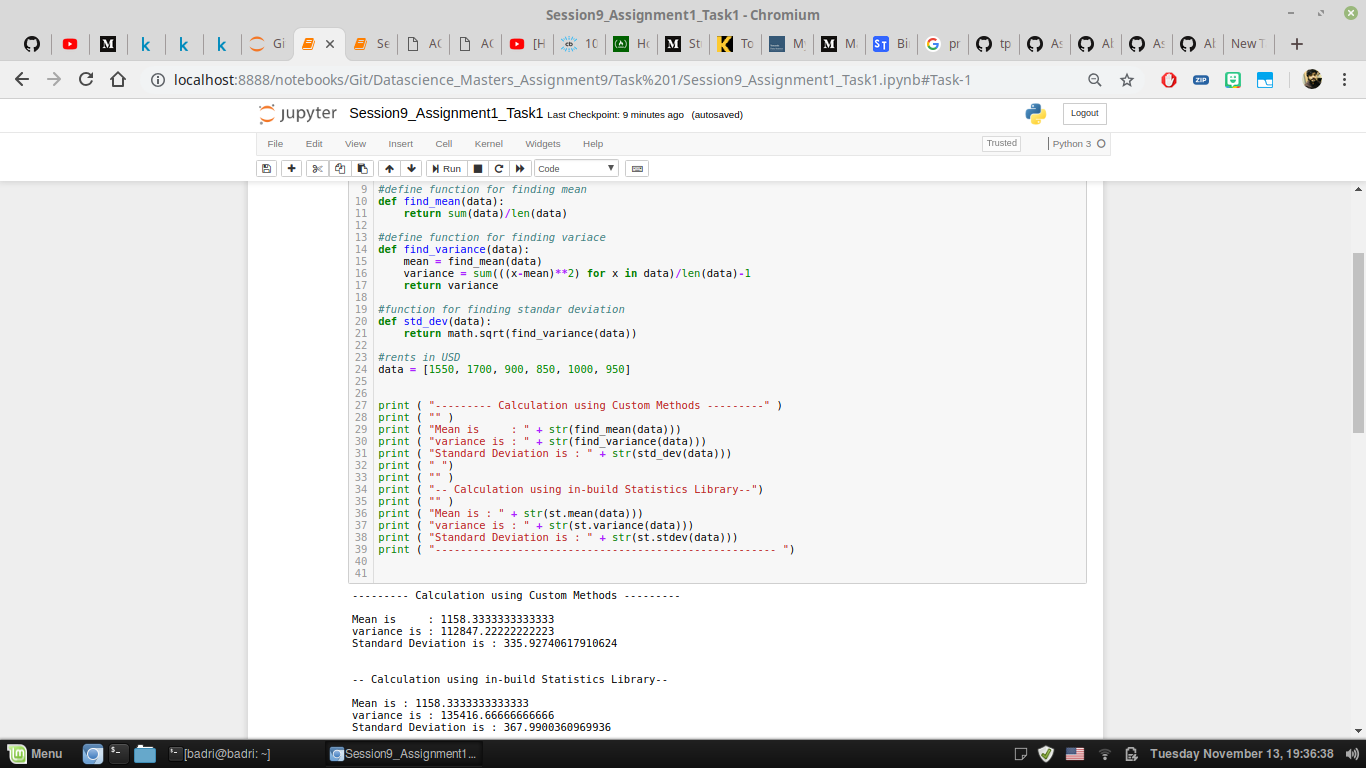 Session9_Assignment1_Task1 - Chromium
Gi
Se
AC
AC
[H
10
Ho
St
To
My
Ma
Bi
pr
tp
As
Al
As
Al
New T
localhost:8888/notebooks/Git/Datascience_Masters_Assignment9/Task%201/Session9_Assignment1_Task1.ipynb#Task-1
ZIP
jupyter Session9_Assignment1_Task1 Last Checkpoint: 9 minutes ago (autosaved)
Logout
File Edit View Insert Cell Kernel Widgets Help
Trusted
Python 3
Run
Code
9 #define function for finding mean
10 def find_mean(data):
11     return sum(data)/len(data)
12
13 #define function for finding variace
14 def find_variance(data):
15     mean = find_mean(data)
16     variance = sum(((x-mean)**2) for x in data)/len(data)-1
17     return variance
18
19 #function for finding standar deviation
20 def std_dev(data):
21     return math.sqrt(find_variance(data))
22
23 #rents in USD
24 data = [1550, 1700, 900, 850, 1000, 950]
25
26
27 print ( "--------- Calculation using Custom Methods ---------" )
28 print ( "" )
29 print ( "Mean is     : " + str(find_mean(data)))
30 print ( "variance is : " + str(find_variance(data)))
31 print ( "Standard Deviation is : " + str(std_dev(data)))
32 print ( " ")
33 print ( "" )
34 print ( "-- Calculation using in-build Statistics Library--")
35 print ( "" )
36 print ( "Mean is : " + str(st.mean(data)))
37 print ( "variance is : " + str(st.variance(data)))
38 print ( "Standard Deviation is : " + str(st.stdev(data)))
39 print ( "------------------------------------------------------ ")
40
41
--------- Calculation using Custom Methods ---------
Mean is     : 1158.3333333333333
variance is : 112847.22222222223
Standard Deviation is : 335.92740617910624
-- Calculation using in-build Statistics Library--
Mean is : 1158.3333333333333
variance is : 135416.66666666666
Standard Deviation is : 367.9900360969936
Menu
[badri@badri: ~]
Session9_Assignment1...
Tuesday November 13, 19:36:38